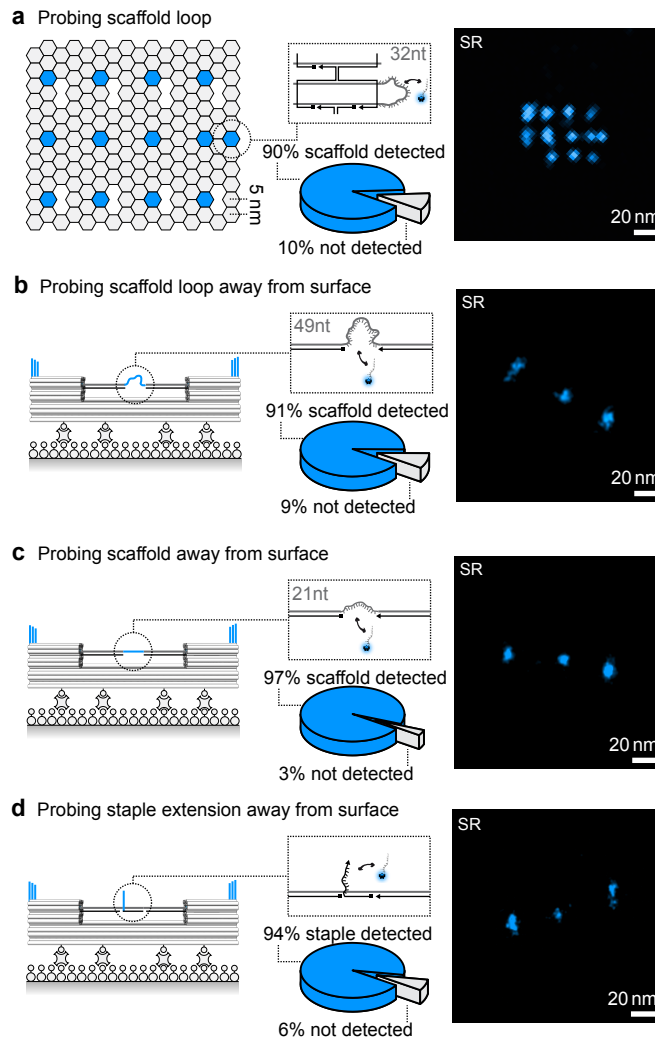 a Probing scaffold loop
32nt
SR
90% scaffold detected
5 nm
10% not detected
20 nm
b Probing scaffold loop away from surface
49nt
SR
91% scaffold detected
9% not detected
20 nm
c Probing scaffold away from surface
21nt
SR
97% scaffold detected
3% not detected
20 nm
d Probing staple extension away from surface
SR
94% staple detected
6% not detected
20 nm